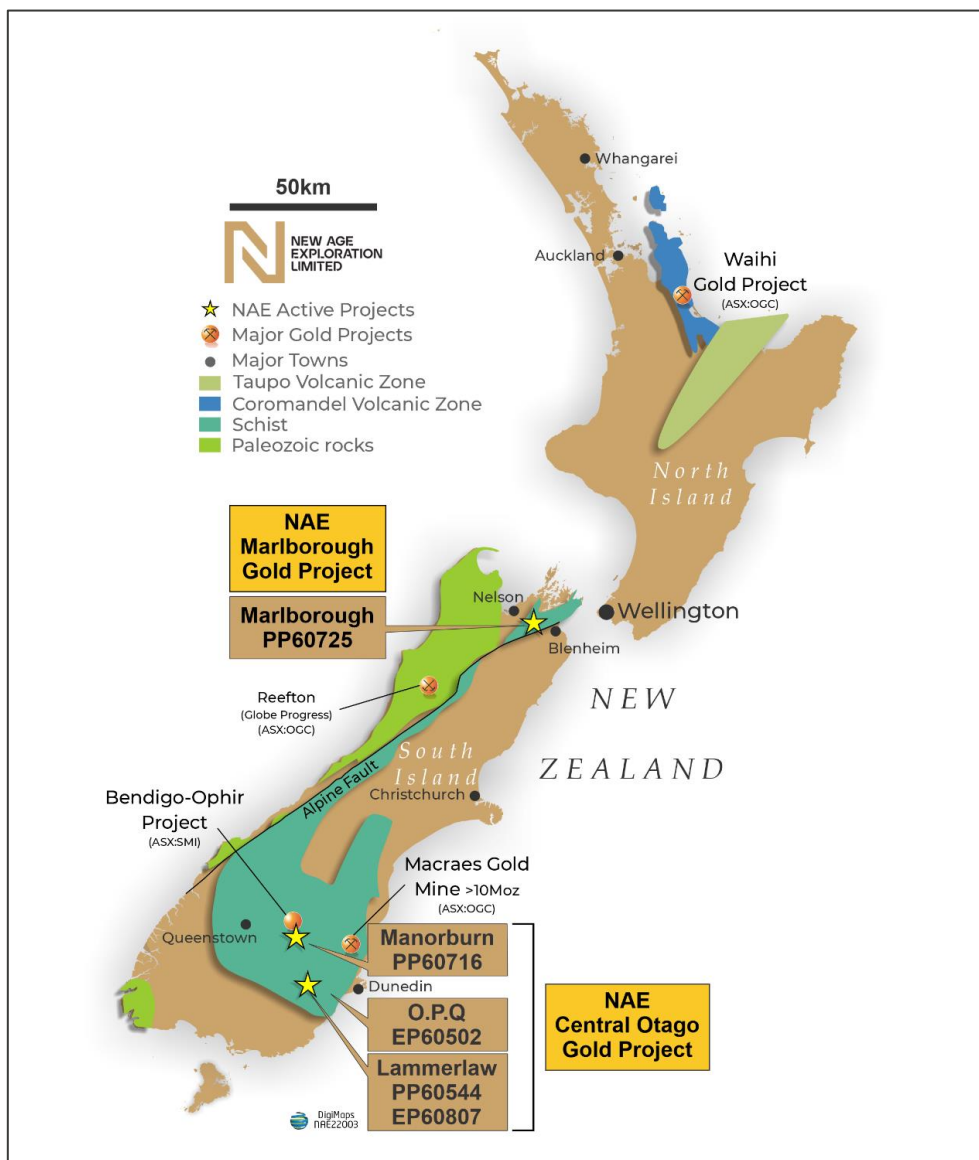 Whangarei
50km
NEW AGE
EXPLORATION
LIMITED
Auckland
Waihi
Gold Project
(ASX:OGC)
NAE Active Projects
Major Gold Projects
Major Towns
Taupo Volcanic Zone
Coromandel Volcanic Zone
Schist
Paleozoic rocks
North
Island
NAE
Marlborough
Gold Project
Marlborough
PP60725
Nelson
Wellington
Blenheim
Reefton
(Globe Progress)
(ASX:OGC)
NEW
ZEALAND
South
Island
Alpine Fault
Christchurch
Bendigo-Ophir
Project
(ASX:SMI)
Macraes Gold
Mine >10Moz
(ASX:OGC)
Queenstown
Manorburn
PP60716
Dunedin
O.P.Q
EP60502
Lammerlaw
PP60544
EP60807
NAE
Central Otago
Gold Project
DigiMaps
NAE22003